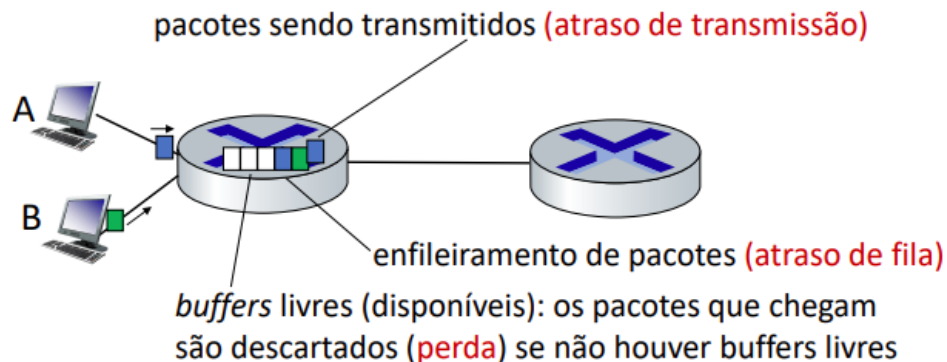 pacotes sendo transmitidos (atraso de transmissão)
A
B
enfileiramento de pacotes (atraso de fila)
buffers livres (disponíveis): os pacotes que chegam
são descartados (perda) se não houver buffers livres